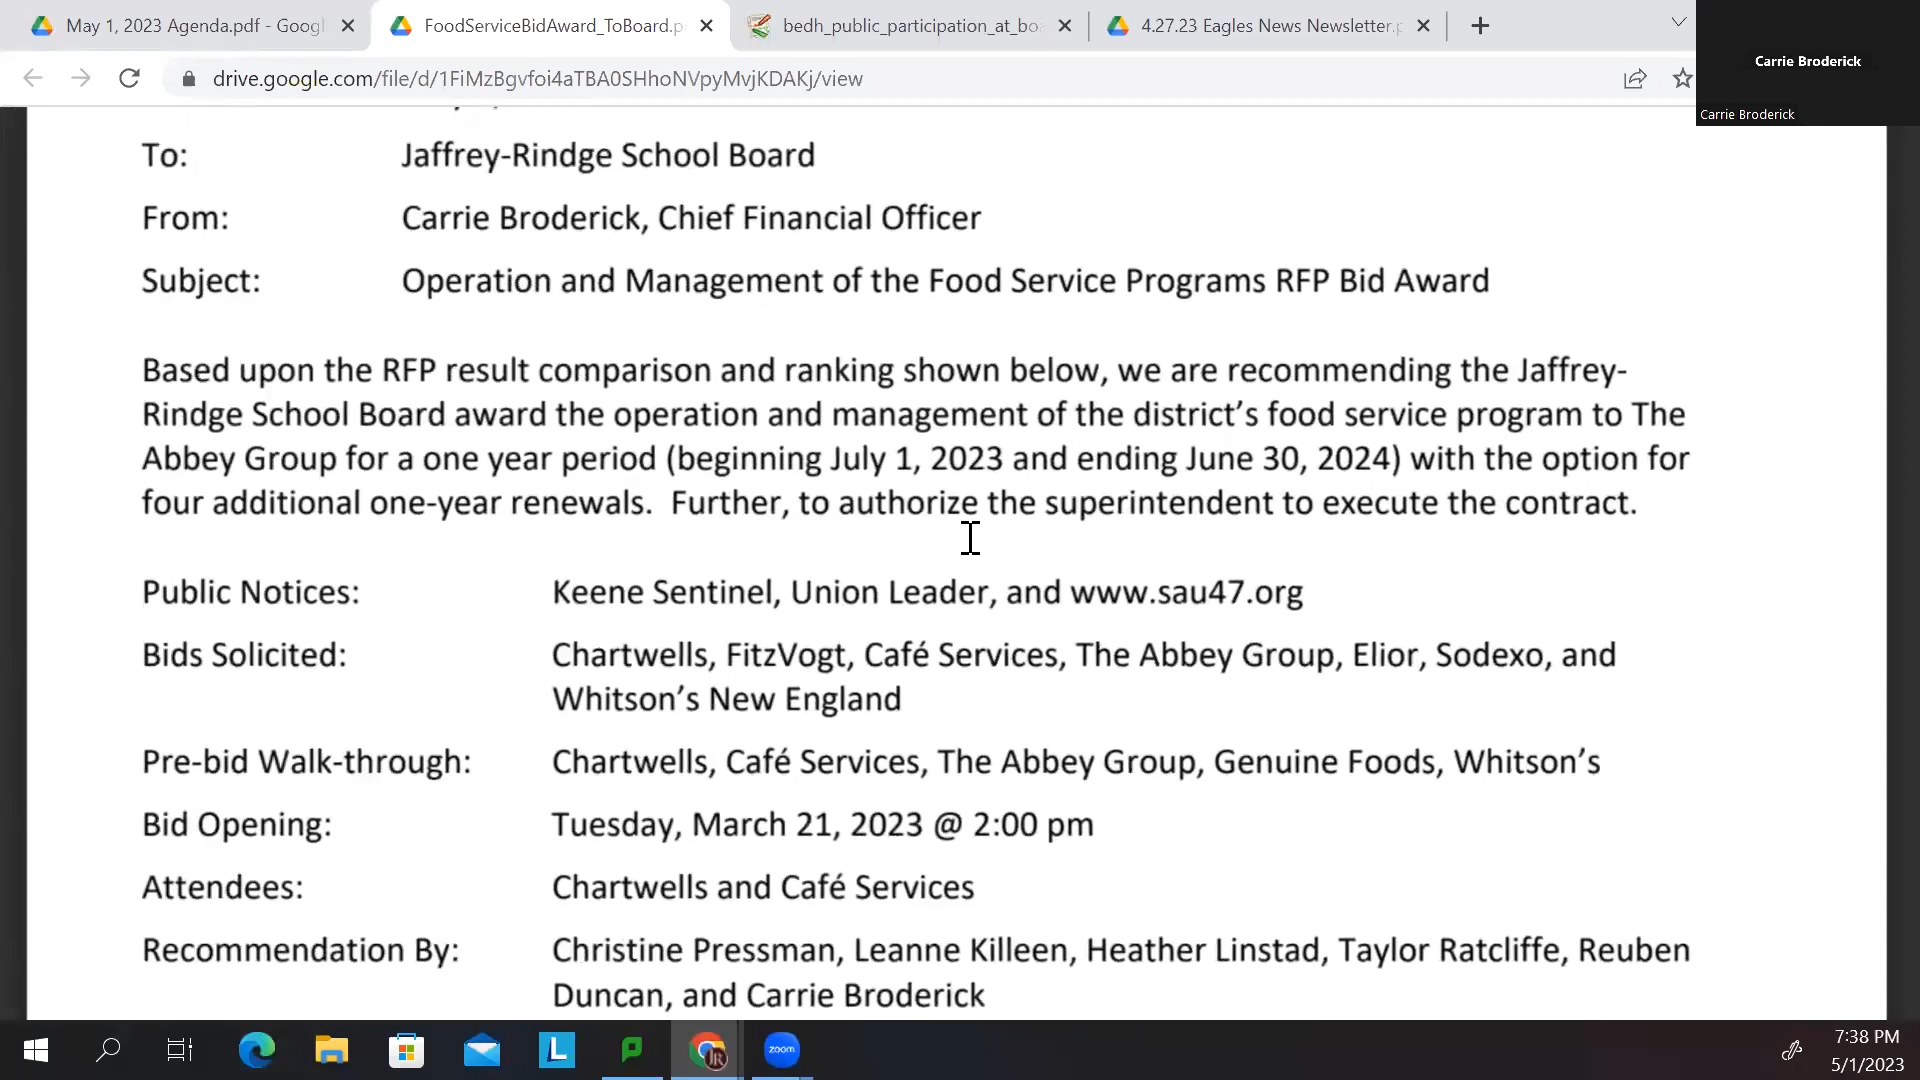 May 1, 2023 Agenda.pdf - Googl
FoodServiceBidAward_ToBoard.p
bedh_public_participation_at_boa
4.27.23 Eagles News Newsletter.p
drive.google.com/file/d/1FiMzBgvfoi4aTBA0SHhoNVpyMvjKDAKj/view
Carrie Broderick
Carrie Broderick
To: Jaffrey-Rindge School Board
From: Carrie Broderick, Chief Financial Officer
Subject: Operation and Management of the Food Service Programs RFP Bid Award
Based upon the RFP result comparison and ranking shown below, we are recommending the Jaffrey-
Rindge School Board award the operation and management of the district’s food service program to The
Abbey Group for a one year period (beginning July 1, 2023 and ending June 30, 2024) with the option for
four additional one-year renewals.  Further, to authorize the superintendent to execute the contract.
Public Notices: Keene Sentinel, Union Leader, and www.sau47.org
Bids Solicited: Chartwells, FitzVogt, Café Services, The Abbey Group, Elior, Sodexo, and
Whitson’s New England
Pre-bid Walk-through: Chartwells, Café Services, The Abbey Group, Genuine Foods, Whitson’s
Bid Opening: Tuesday, March 21, 2023 @ 2:00 pm
Attendees: Chartwells and Café Services
Recommendation By: Christine Pressman, Leanne Killeen, Heather Linstad, Taylor Ratcliffe, Reuben
Duncan, and Carrie Broderick
L
JR
zoom
7:38 PM
5/1/2023